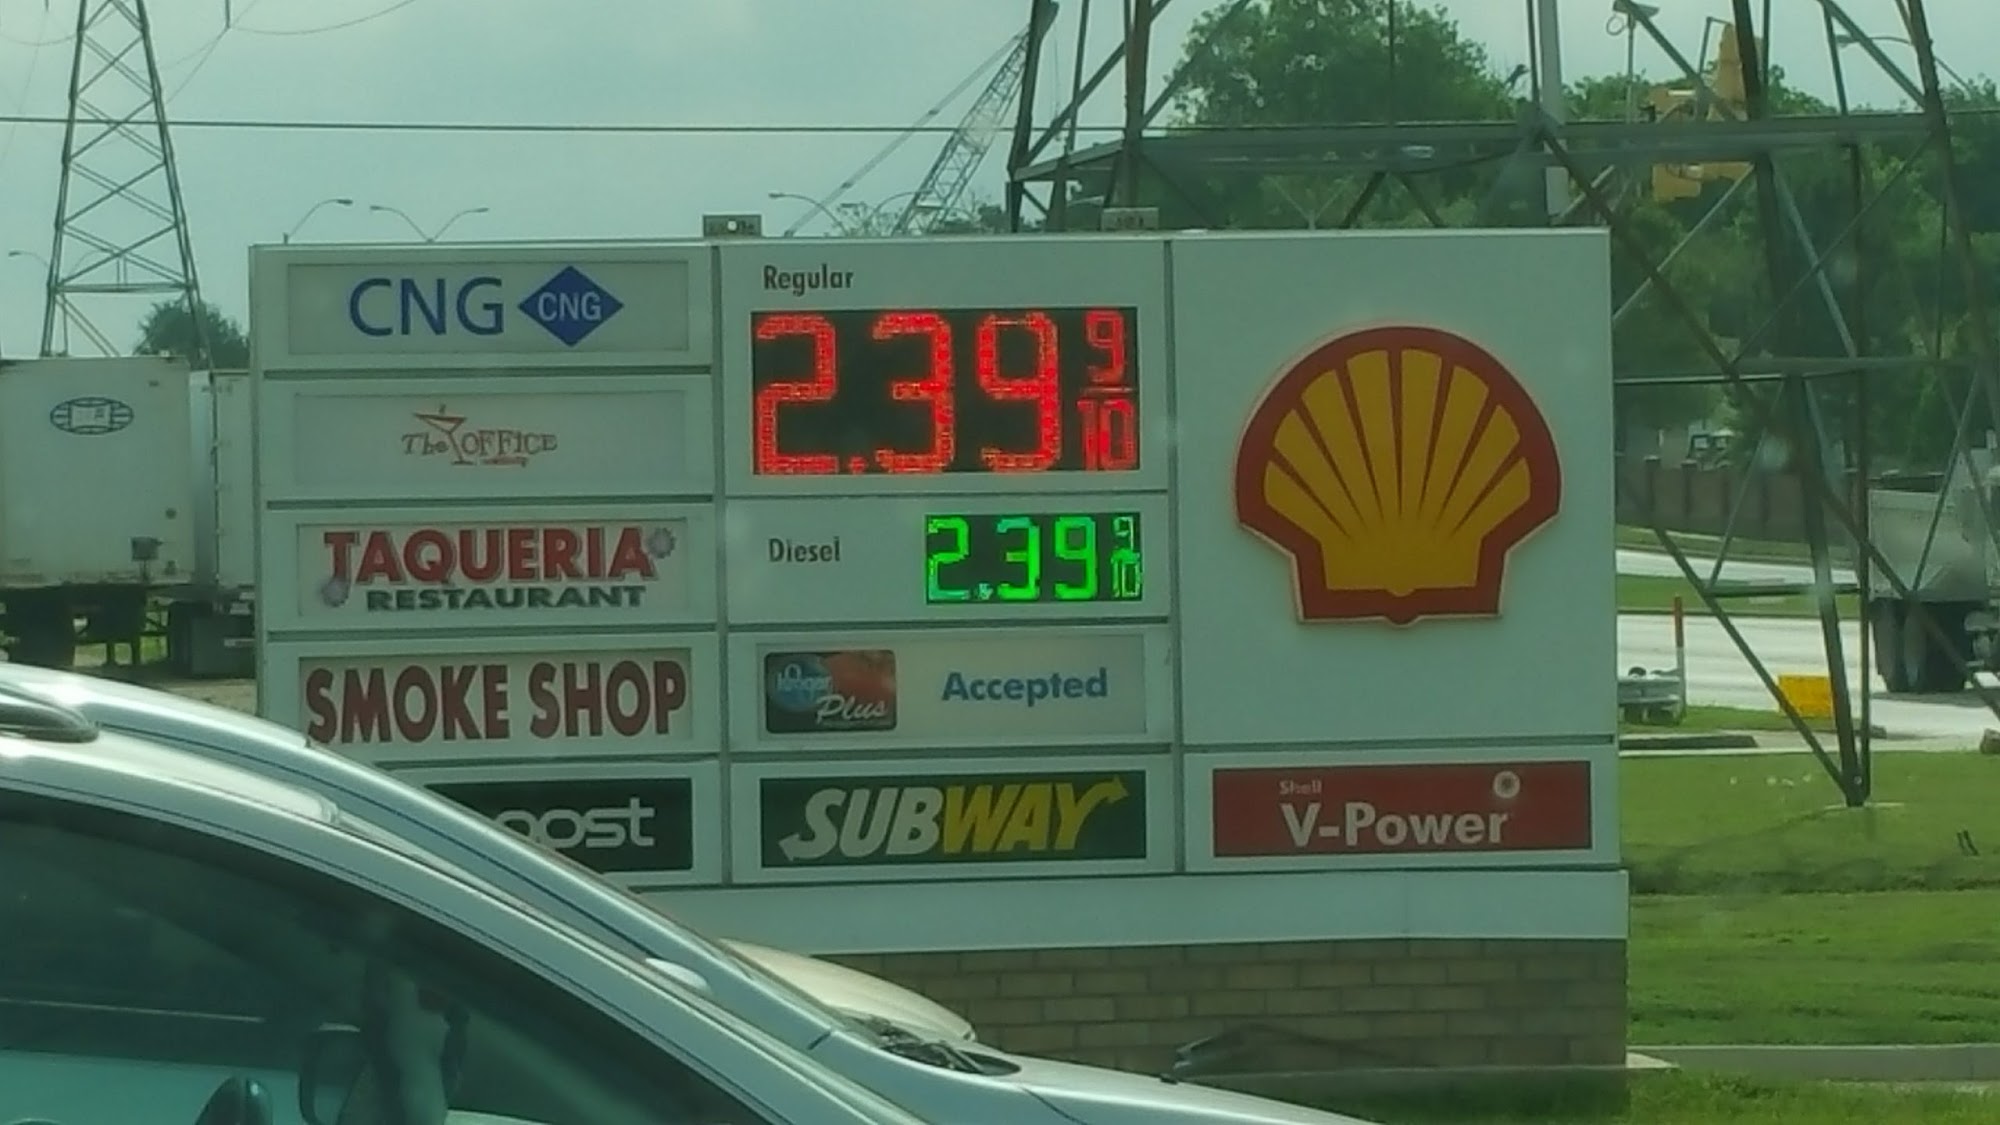 CNG CNG
The OFFICE
TAQUERIA
RESTAURANT
SMOKE SHOP
oost
Regular
2.39 9/10
Diesel
2.39 9/10
Kroger
Plus
Accepted
SUBWAY
Shell
V-Power